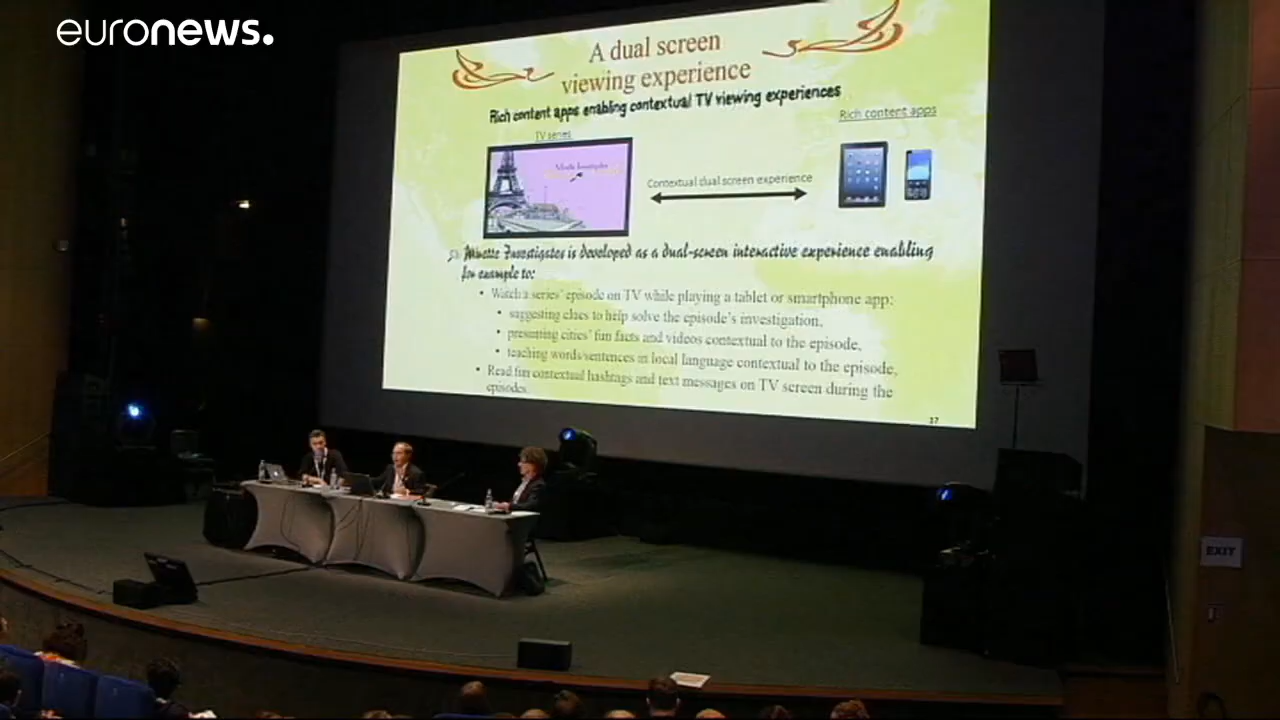 euronews.
A dual screen
viewing experience
Rich content apps enabling contextual TV viewing experiences
TV series
Rich content apps
Contextual dual screen experience
Minette Investigates is developed as a dual-screen interactive experience enabling
for example to:
• Watch a series' episode on TV while playing a tablet or smartphone app:
• suggesting clues to help solve the episode's investigation,
• presenting cities' fun facts and videos contextual to the episode,
• teaching words/sentences in local language contextual to the episode,
• Read fun contextual hashtags and text messages on TV screen during the
episodes.
37
EXIT